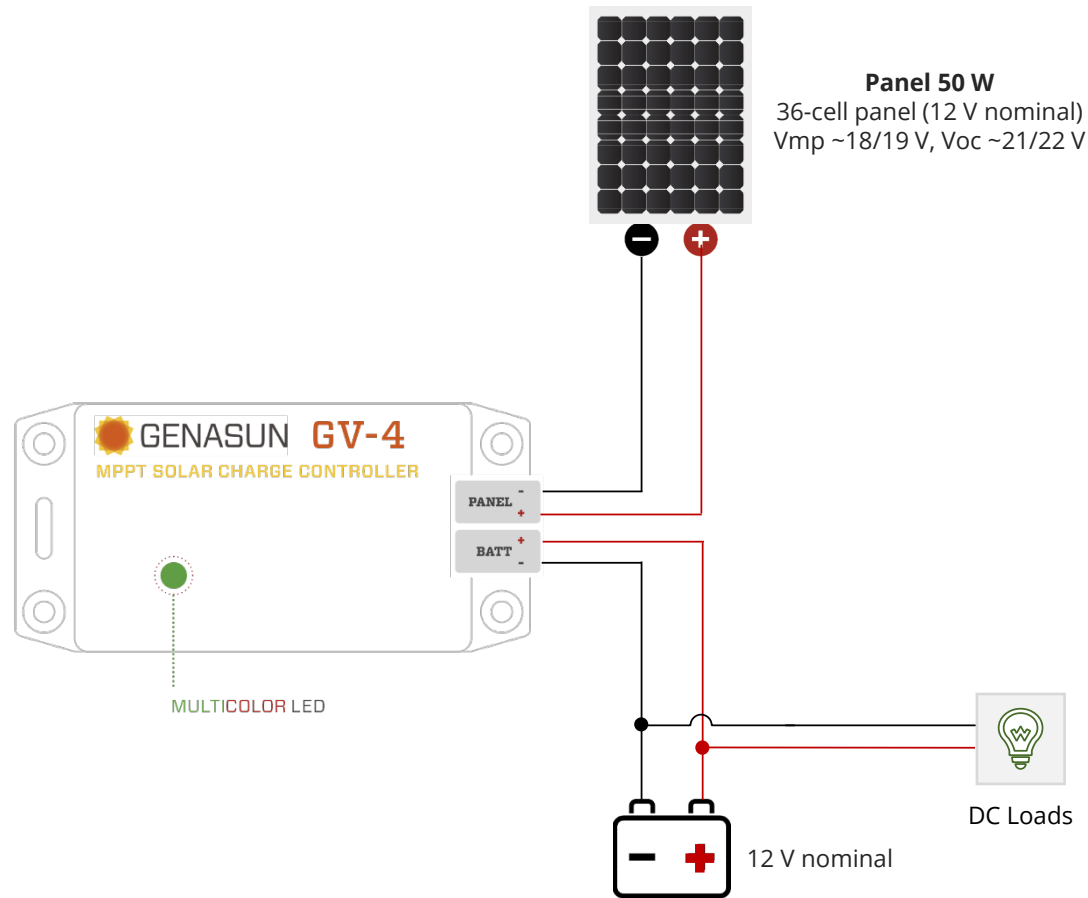 Panel 50 W
36-cell panel (12 V nominal)
Vmp ~18/19 V, Voc ~21/22 V
− +
GENASUN GV-4
MPPT SOLAR CHARGE CONTROLLER
PANEL -
+
BATT +
-
MULTICOLOR LED
DC Loads
− +
12 V nominal